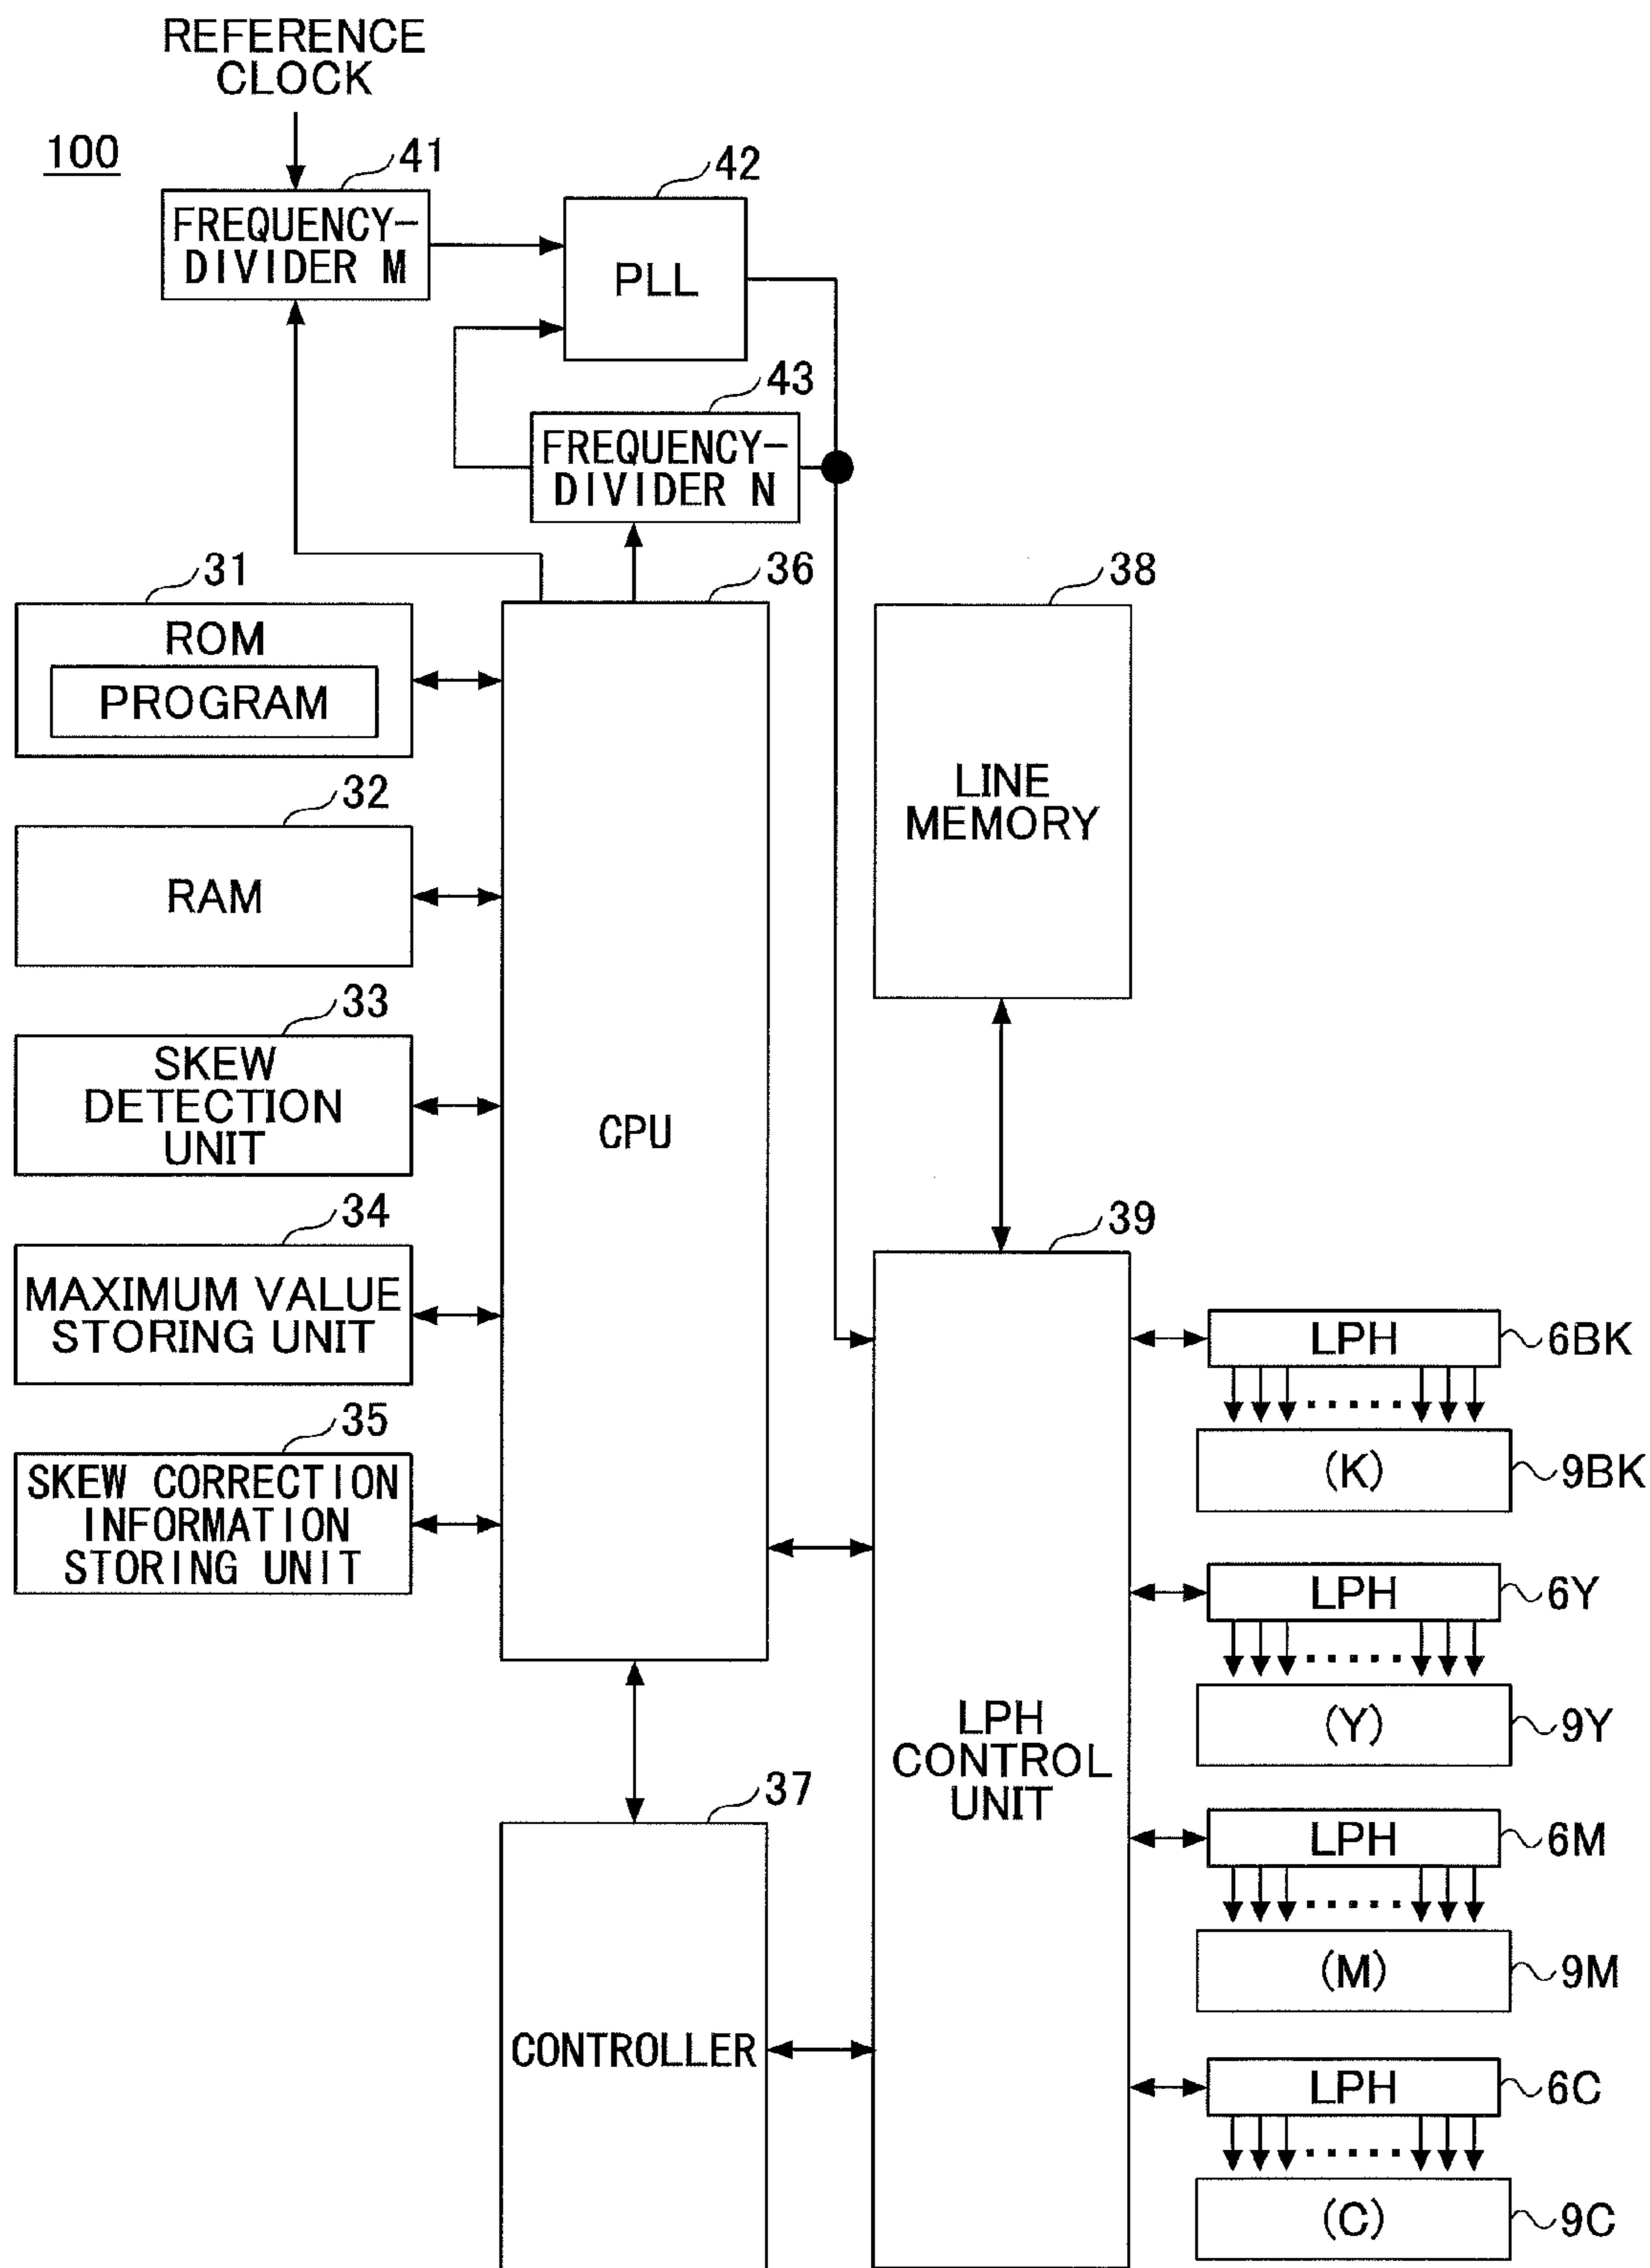 REFERENCE
CLOCK
100
41
FREQUENCY-
DIVIDER M
42
PLL
43
FREQUENCY-
DIVIDER N
31
ROM
PROGRAM
36
CPU
38
LINE
MEMORY
32
RAM
33
SKEW
DETECTION
UNIT
34
MAXIMUM VALUE
STORING UNIT
35
SKEW CORRECTION
INFORMATION
STORING UNIT
39
LPH
CONTROL
UNIT
37
CONTROLLER
LPH
6BK
(K)
9BK
LPH
6Y
(Y)
9Y
LPH
6M
(M)
9M
LPH
6C
(C)
9C